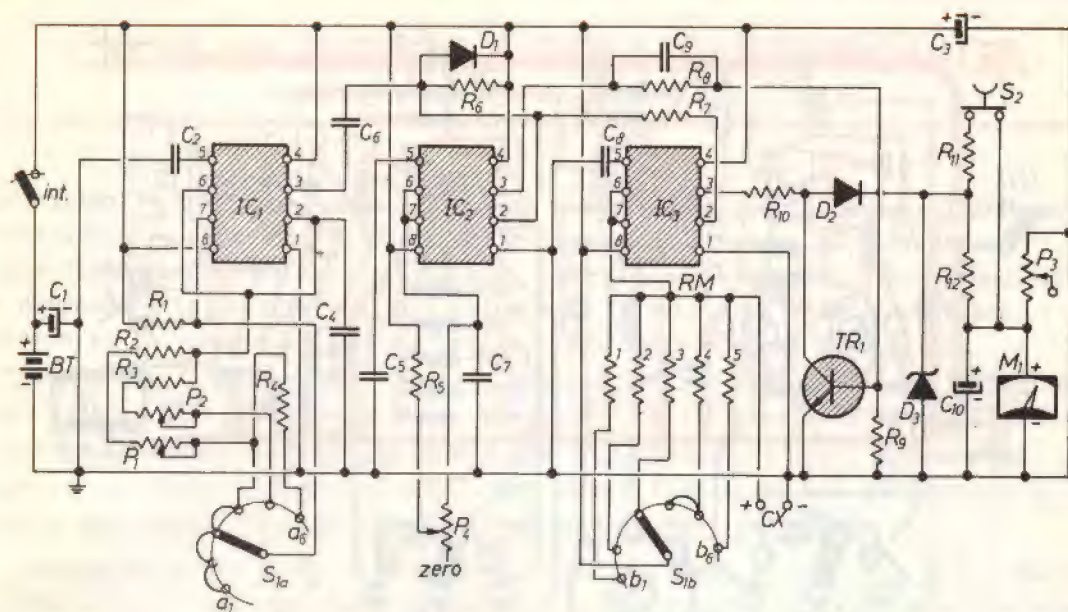 D1
C3
C9
S2
R6
R8
R7
C2
C6
C8
R11
5 4
6 3
7 2
8 1
IC1
5 4
6 3
7 2
8 1
IC2
5 4
6 3
7 2
8 1
IC3
int.
R10
D2
P3
RM
R12
R1
C1
+ -
BT
R2
R3
R4
P2
P1
C4
C5
R5
C7
1 2 3 4 5
TR1
D3
C10
M1
R9
a6
S1a
a1
P4
zero
b6
S1b
b1
+ CX -